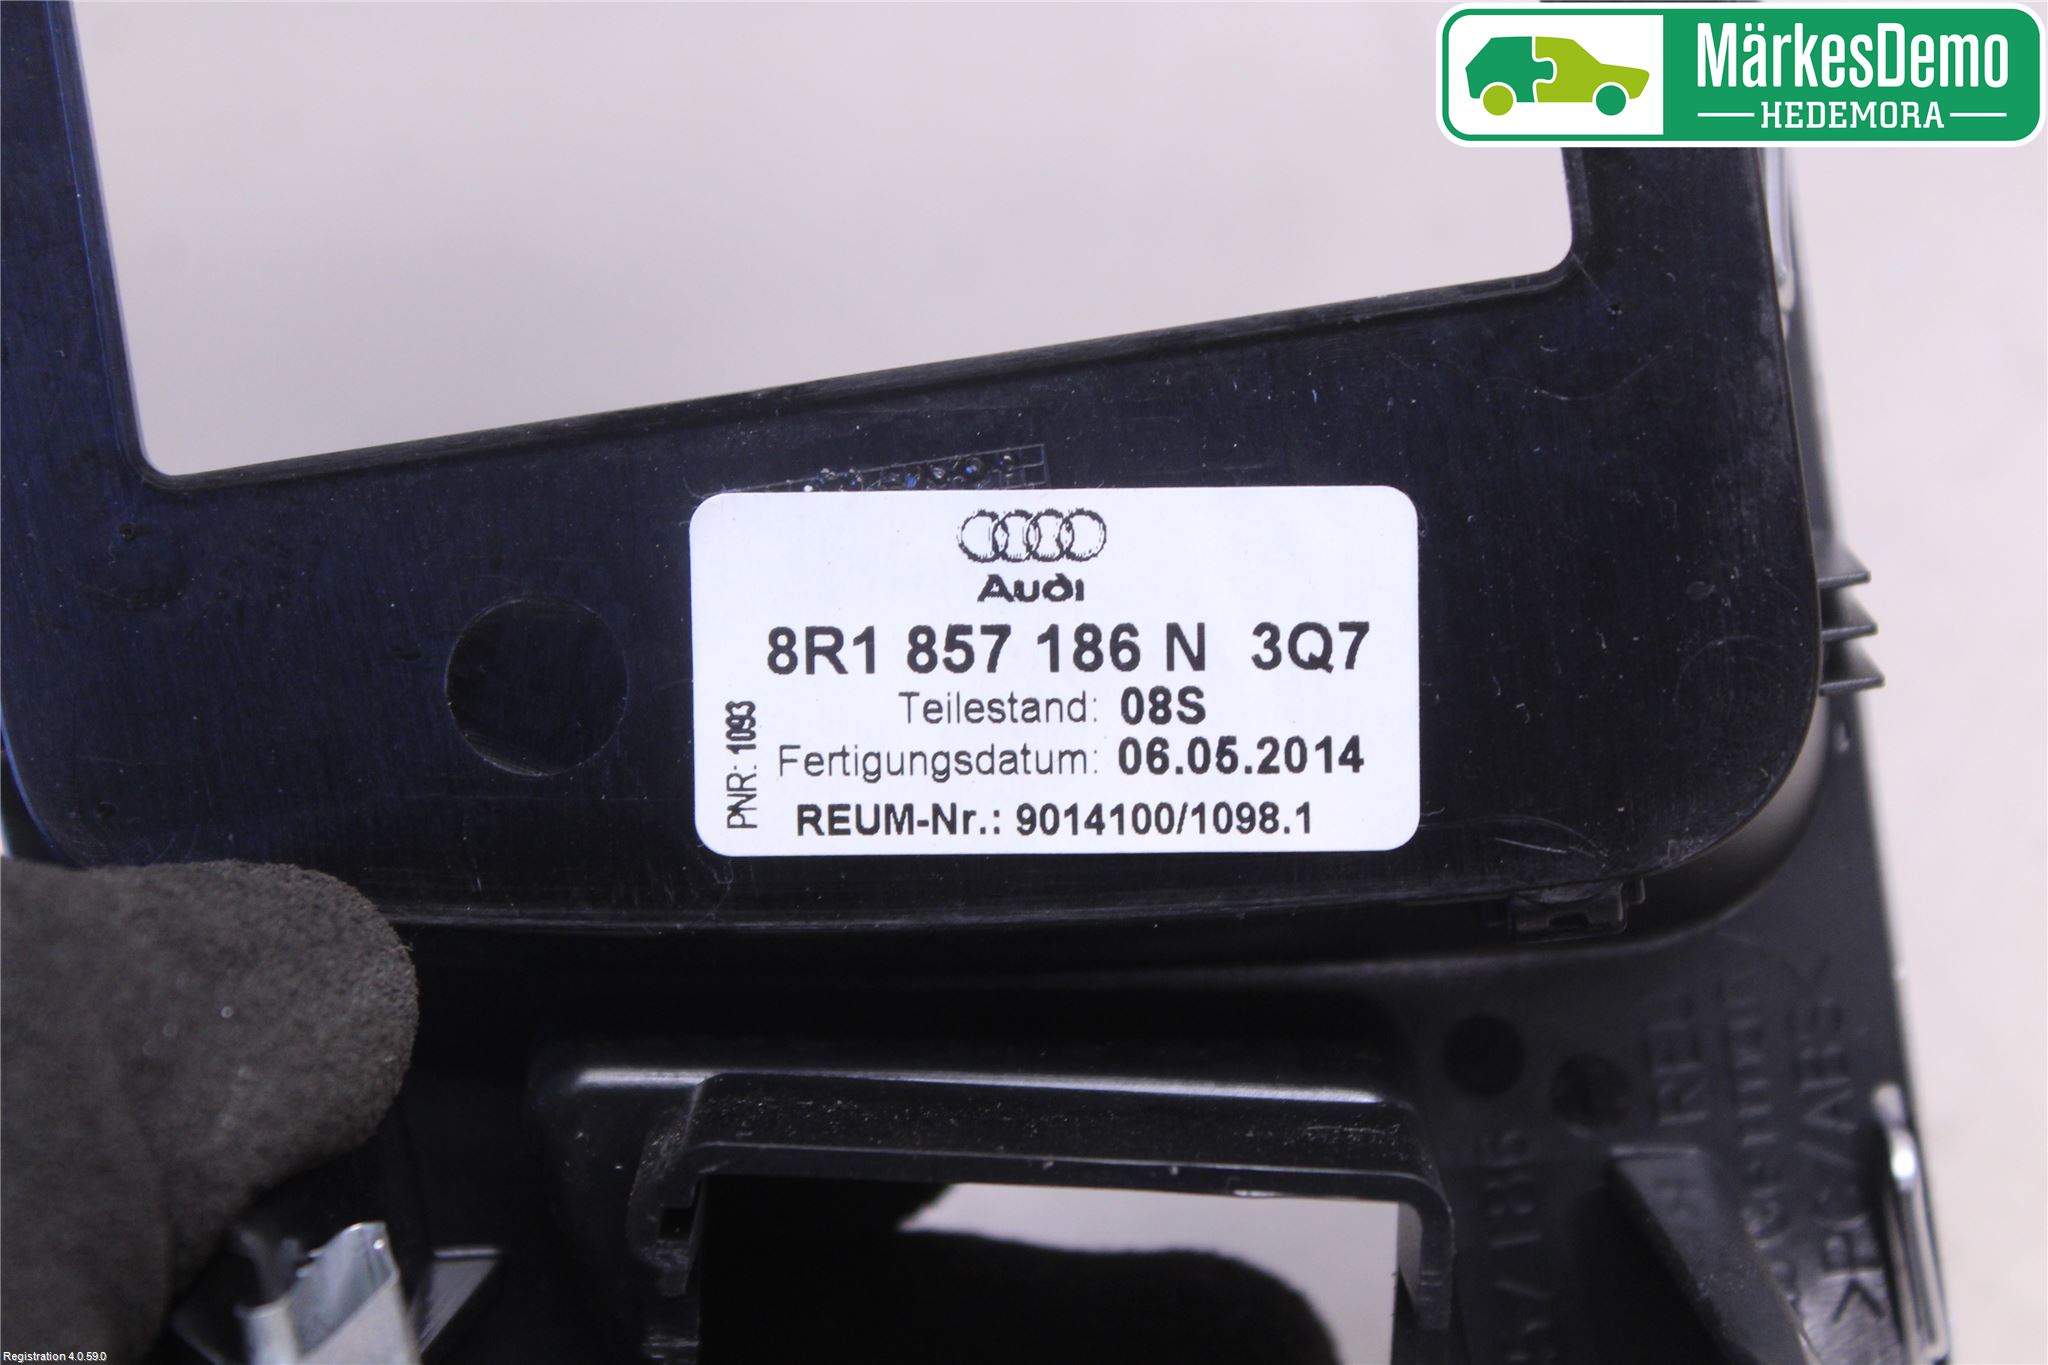 MärkesDemo
HEDEMORA
Audi
8R1 857 186 N 3Q7
Teilestand: 08S
Fertigungsdatum: 06.05.2014
REUM-Nr.: 9014100/1098.1
PNR: 1093
Registration 4.0.59.0